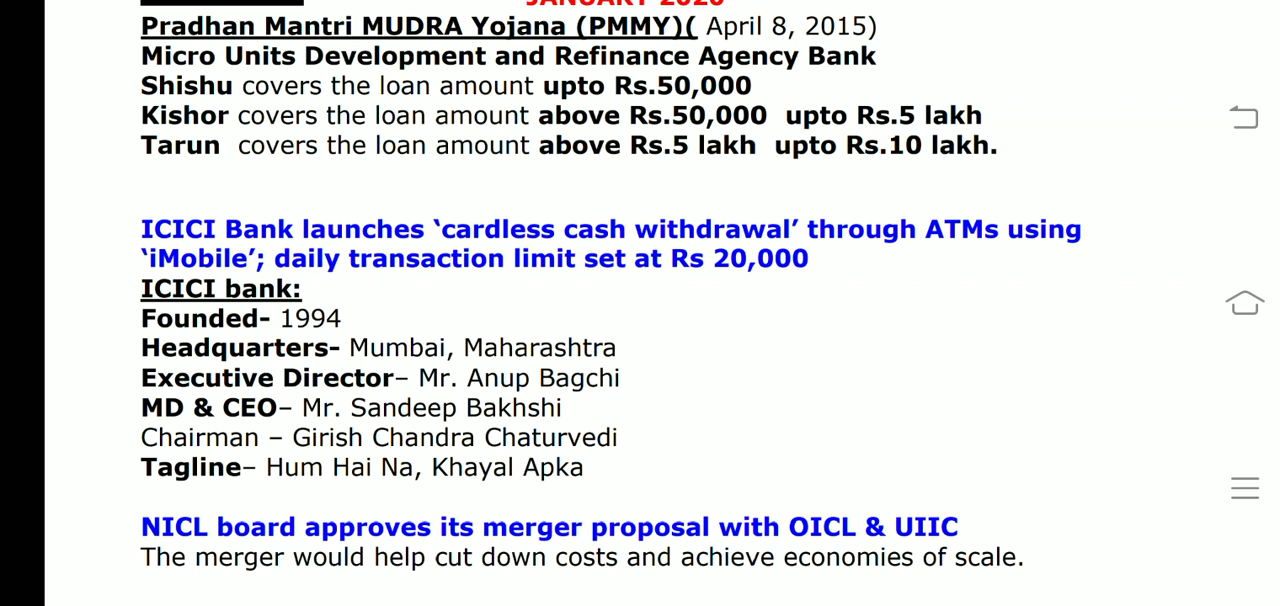 JANUARY 2020
Pradhan Mantri MUDRA Yojana (PMMY)( April 8, 2015)
Micro Units Development and Refinance Agency Bank
Shishu covers the loan amount upto Rs.50,000
Kishor covers the loan amount above Rs.50,000 upto Rs.5 lakh
Tarun covers the loan amount above Rs.5 lakh upto Rs.10 lakh.
ICICI Bank launches ‘cardless cash withdrawal’ through ATMs using
‘iMobile’; daily transaction limit set at Rs 20,000
ICICI bank:
Founded- 1994
Headquarters- Mumbai, Maharashtra
Executive Director– Mr. Anup Bagchi
MD & CEO– Mr. Sandeep Bakhshi
Chairman – Girish Chandra Chaturvedi
Tagline– Hum Hai Na, Khayal Apka
NICL board approves its merger proposal with OICL & UIIC
The merger would help cut down costs and achieve economies of scale.